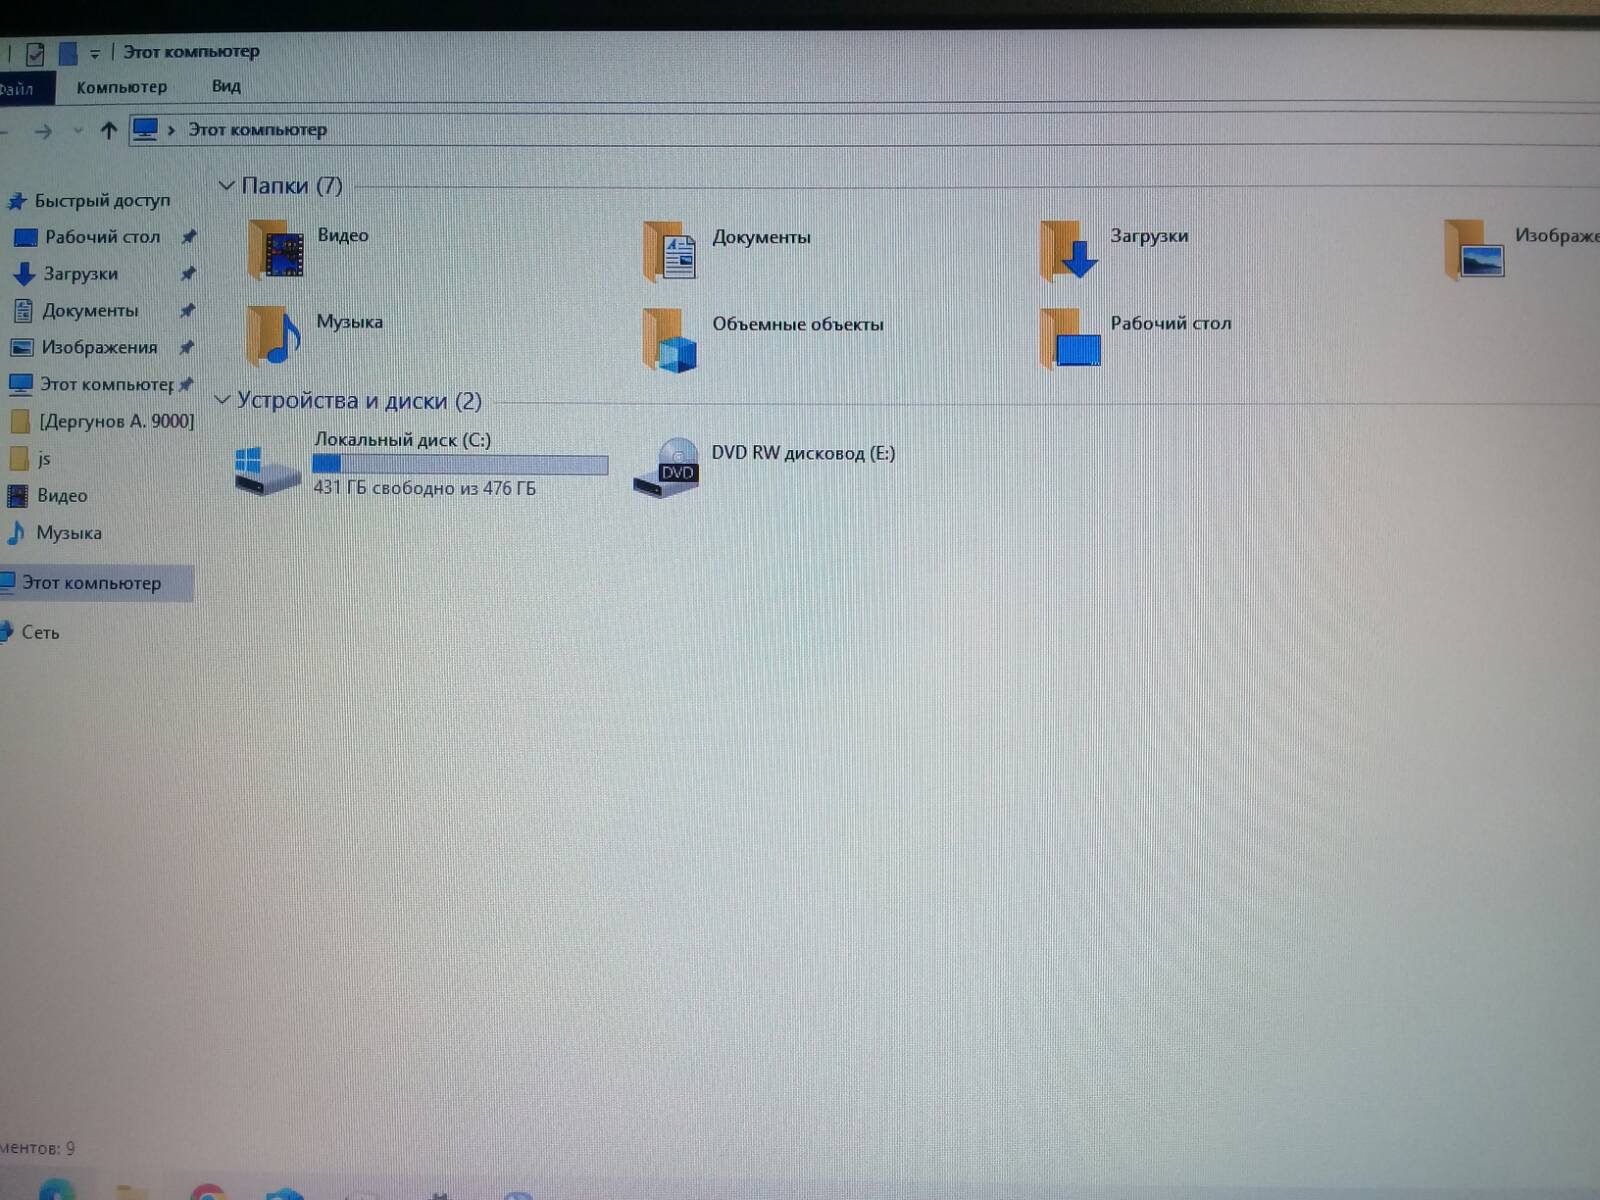 Этот компьютер
Файл Компьютер Вид
Этот компьютер
Быстрый доступ
Рабочий стол
Загрузки
Документы
Изображения
Этот компьютер
[Дергунов А. 9000]
js
Видео
Музыка
Этот компьютер
Сеть
Папки (7)
Видео
Документы
Загрузки
Изображе
Музыка
Объемные объекты
Рабочий стол
Устройства и диски (2)
Локальный диск (C:)
431 ГБ свободно из 476 ГБ
DVD
DVD RW дисковод (E:)
ментов: 9